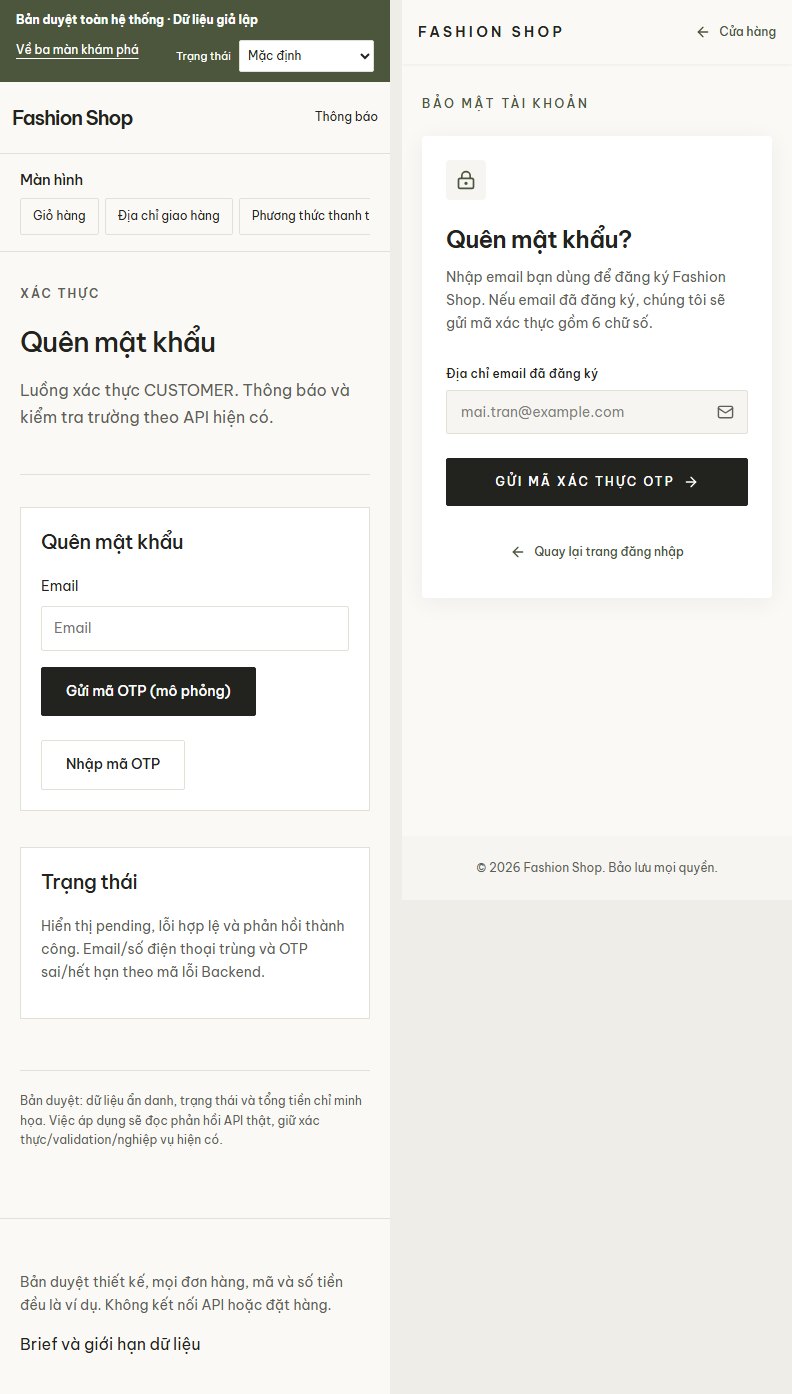 Bản duyệt toàn hệ thống · Dữ liệu giả lập
Về ba màn khám phá
Trạng thái
Mặc định
Fashion Shop
Thông báo
Màn hình
Giỏ hàng
Địa chỉ giao hàng
Phương thức thanh t
XÁC THỰC
Quên mật khẩu
Luồng xác thực CUSTOMER. Thông báo và
kiểm tra trường theo API hiện có.
Quên mật khẩu
Email
Email
Gửi mã OTP (mô phỏng)
Nhập mã OTP
Trạng thái
Hiển thị pending, lỗi hợp lệ và phản hồi thành
công. Email/số điện thoại trùng và OTP
sai/hết hạn theo mã lỗi Backend.
Bản duyệt: dữ liệu ẩn danh, trạng thái và tổng tiền chỉ minh
họa. Việc áp dụng sẽ đọc phản hồi API thật, giữ xác
thực/validation/nghiệp vụ hiện có.
Bản duyệt thiết kế, mọi đơn hàng, mã và số tiền
đều là ví dụ. Không kết nối API hoặc đặt hàng.
Brief và giới hạn dữ liệu
FASHION SHOP
Cửa hàng
BẢO MẬT TÀI KHOẢN
Quên mật khẩu?
Nhập email bạn dùng để đăng ký Fashion
Shop. Nếu email đã đăng ký, chúng tôi sẽ
gửi mã xác thực gồm 6 chữ số.
Địa chỉ email đã đăng ký
mai.tran@example.com
GỬI MÃ XÁC THỰC OTP
Quay lại trang đăng nhập
© 2026 Fashion Shop. Bảo lưu mọi quyền.